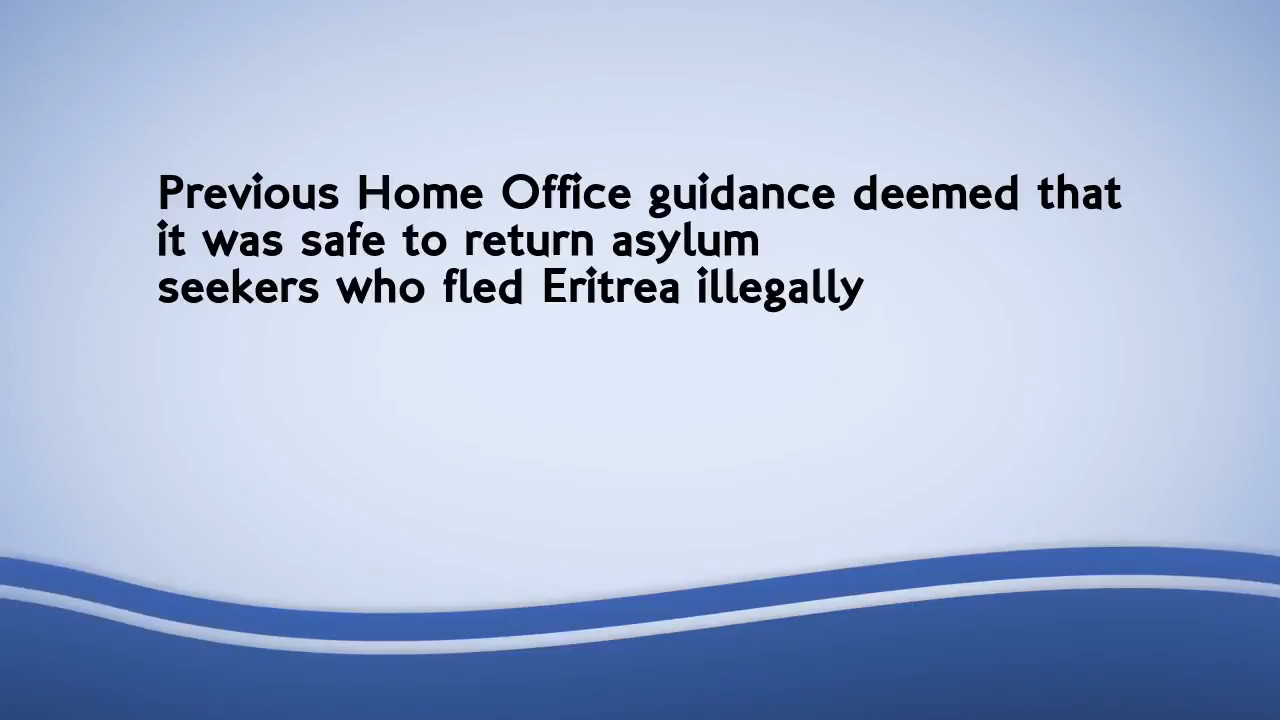 Previous Home Office guidance deemed that
it was safe to return asylum
seekers who fled Eritrea illegally